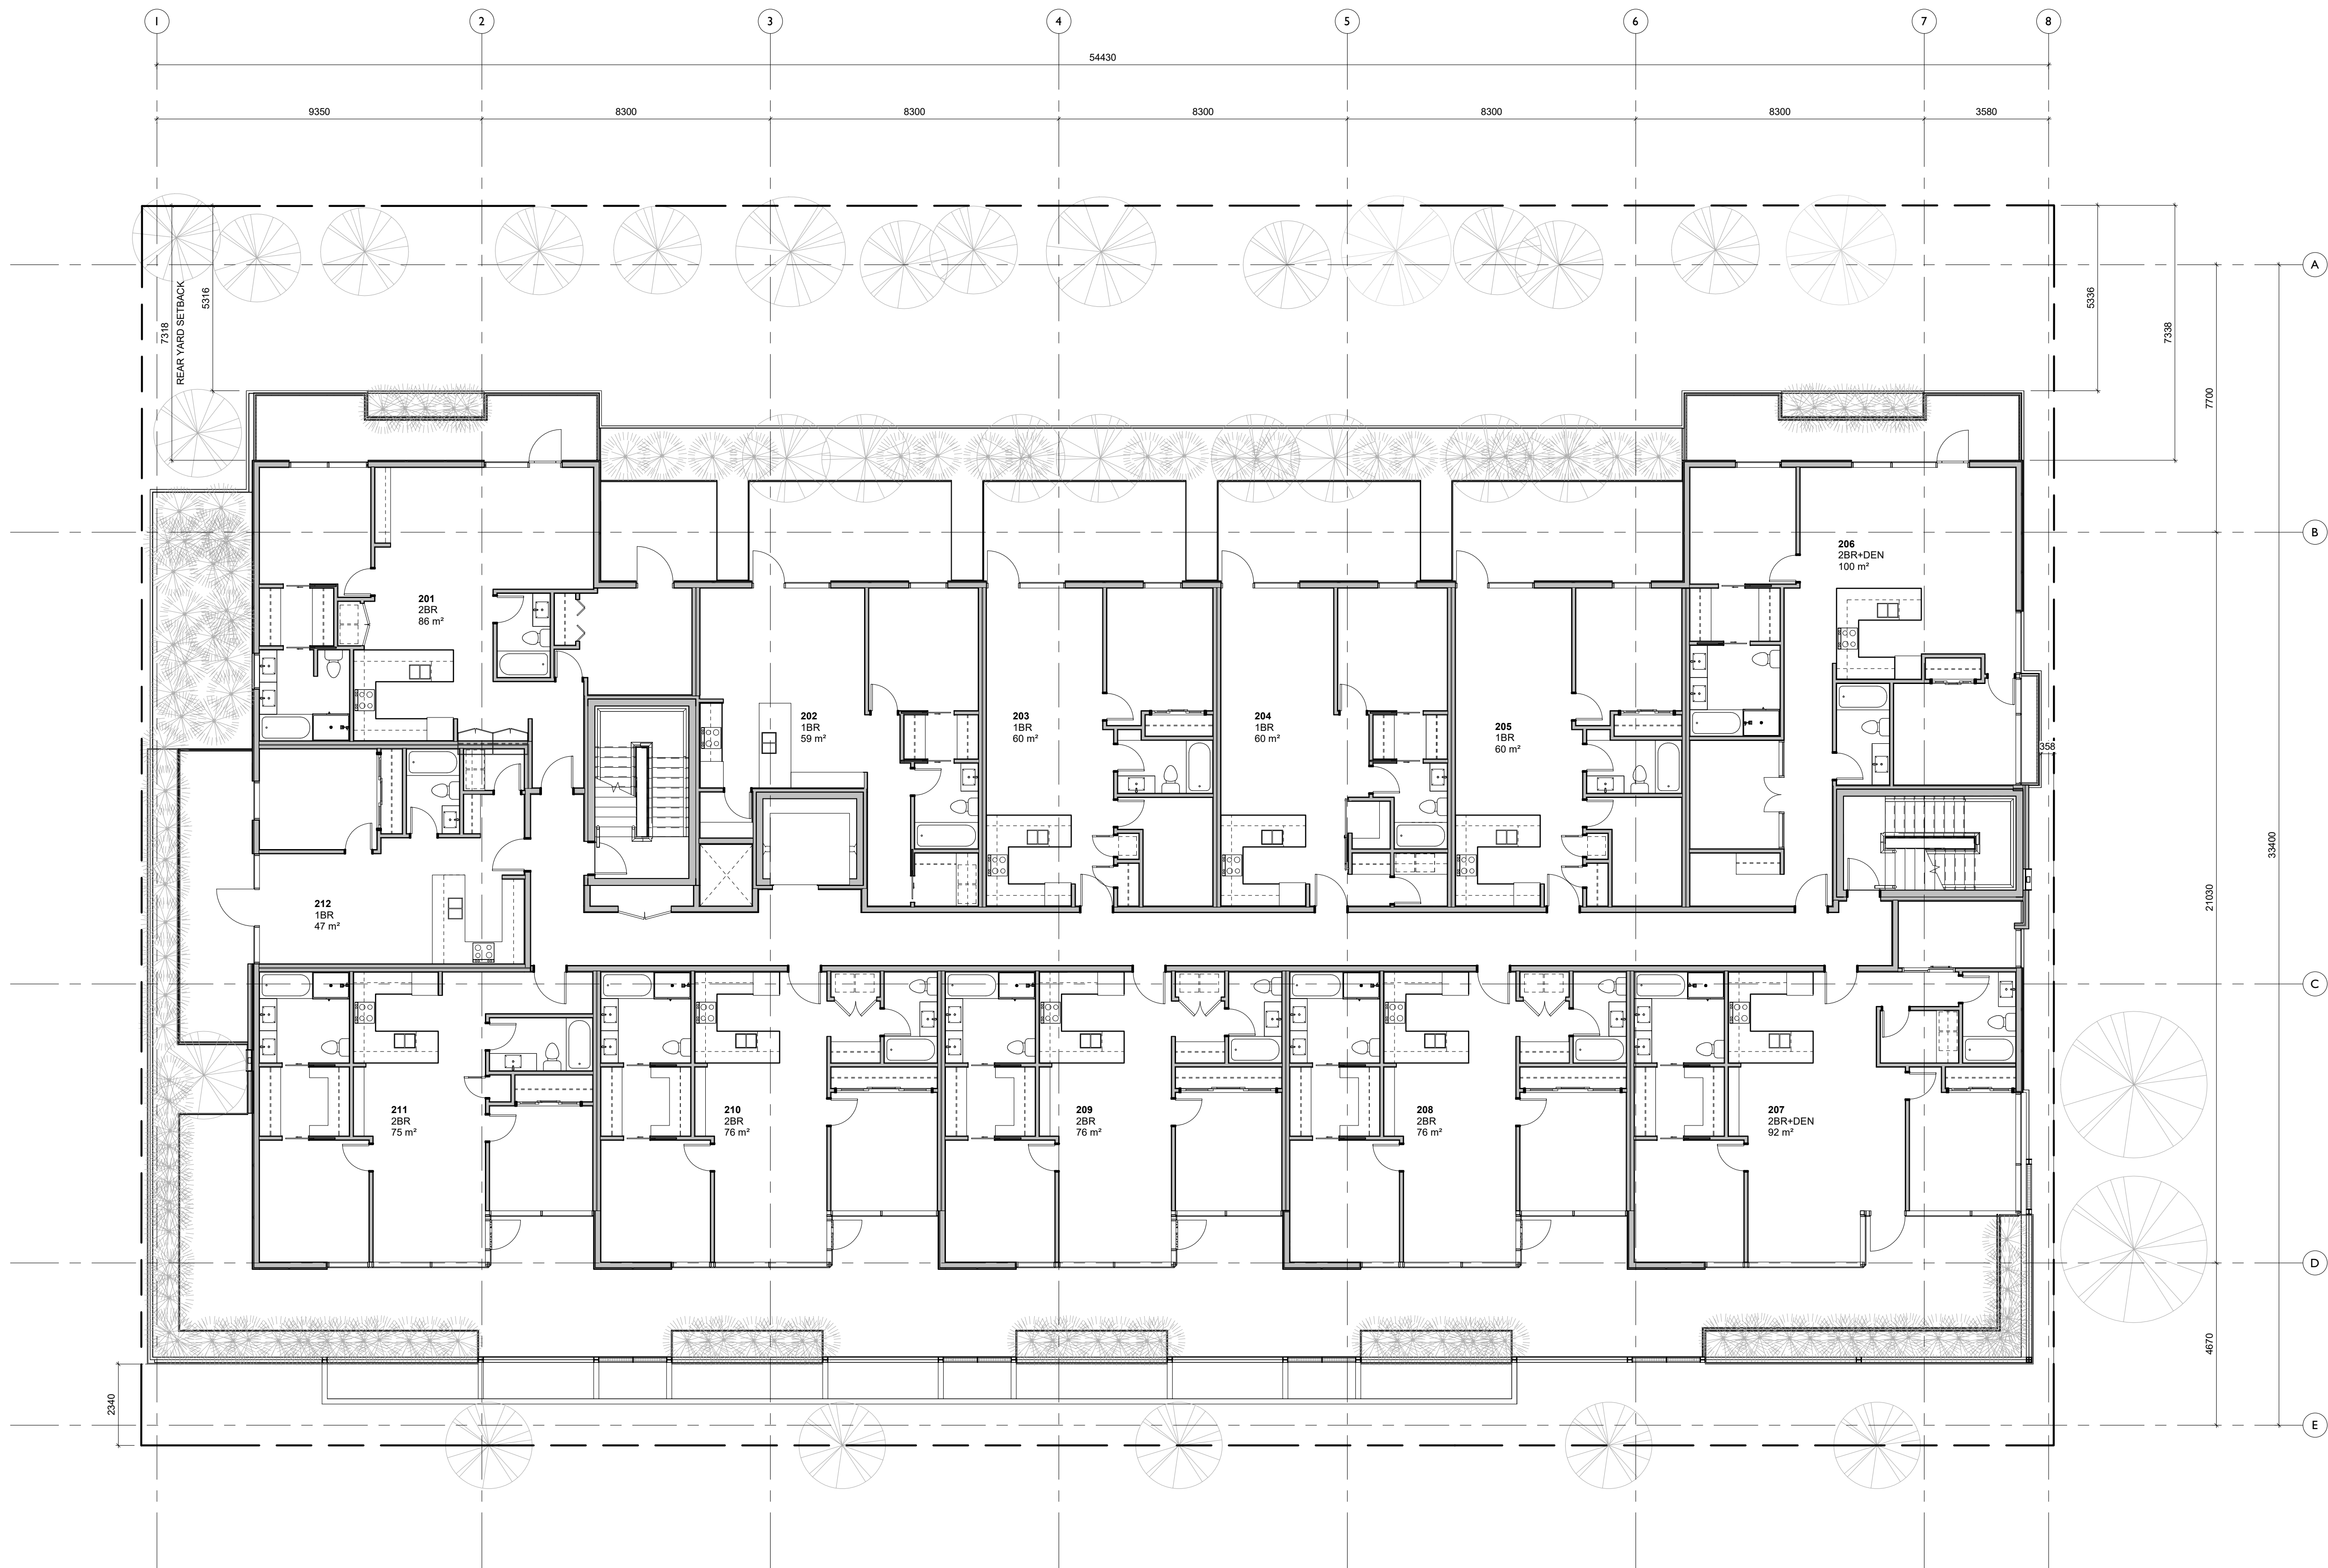 1 2 3 4 5 6 7 8
54430
9350 8300 8300 8300 8300 8300 3580
A
REAR YARD SETBACK
5316
7318
5336
7338
7700
B
201
2BR
86 m²
206
2BR+DEN
100 m²
202
1BR
59 m²
203
1BR
60 m²
204
1BR
60 m²
205
1BR
60 m²
358
33400
21030
212
1BR
47 m²
C
211
2BR
75 m²
210
2BR
76 m²
209
2BR
76 m²
208
2BR
76 m²
207
2BR+DEN
92 m²
D
4670
2340
E